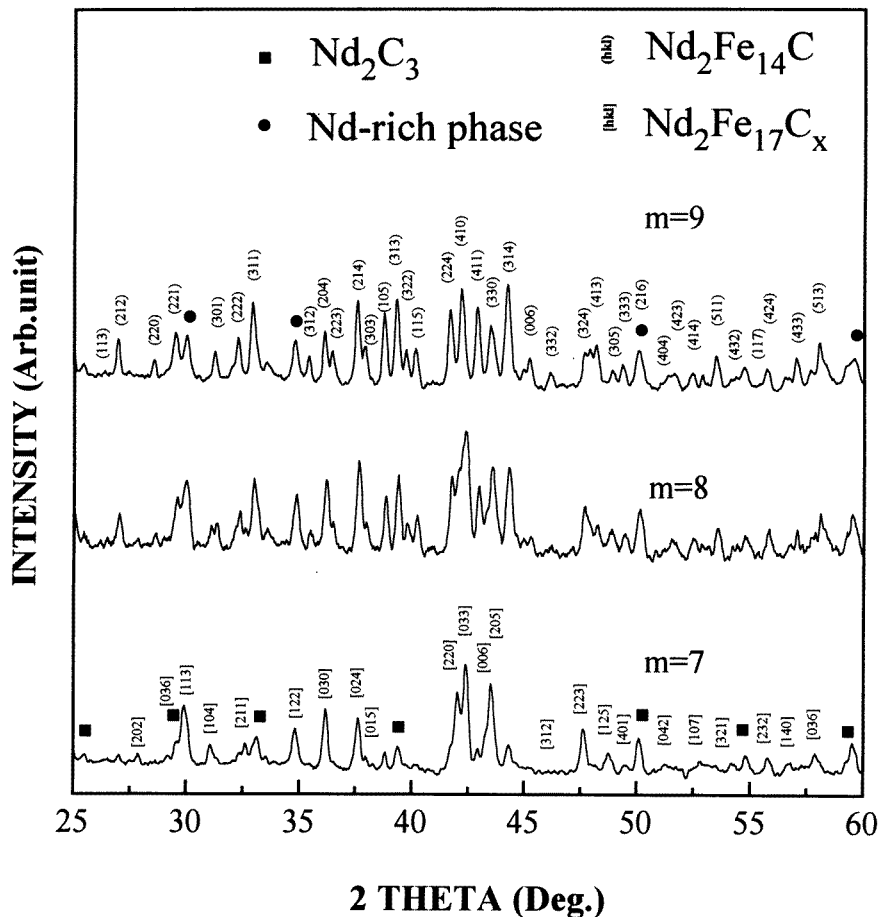 ■ Nd2C3 (hkl) Nd2Fe14C
● Nd-rich phase [hkl] Nd2Fe17Cx
m=9
(113) (212) (220) (221) (301) (222) (311) (312) (204) (223) (214) (303) (105) (313) (322) (115) (224) (410) (411) (330) (314) (006) (332) (324) (413) (305) (333) (216) (404) (423) (414) (511) (432) (117) (424) (433) (513)
m=8
m=7
[202] [036] [113] [104] [211] [122] [030] [024] [015] [220] [033] [006] [205] [312] [223] [125] [401] [042] [107] [321] [232] [140] [036]
25 30 35 40 45 50 55 60
2 THETA (Deg.)
INTENSITY (Arb.unit)